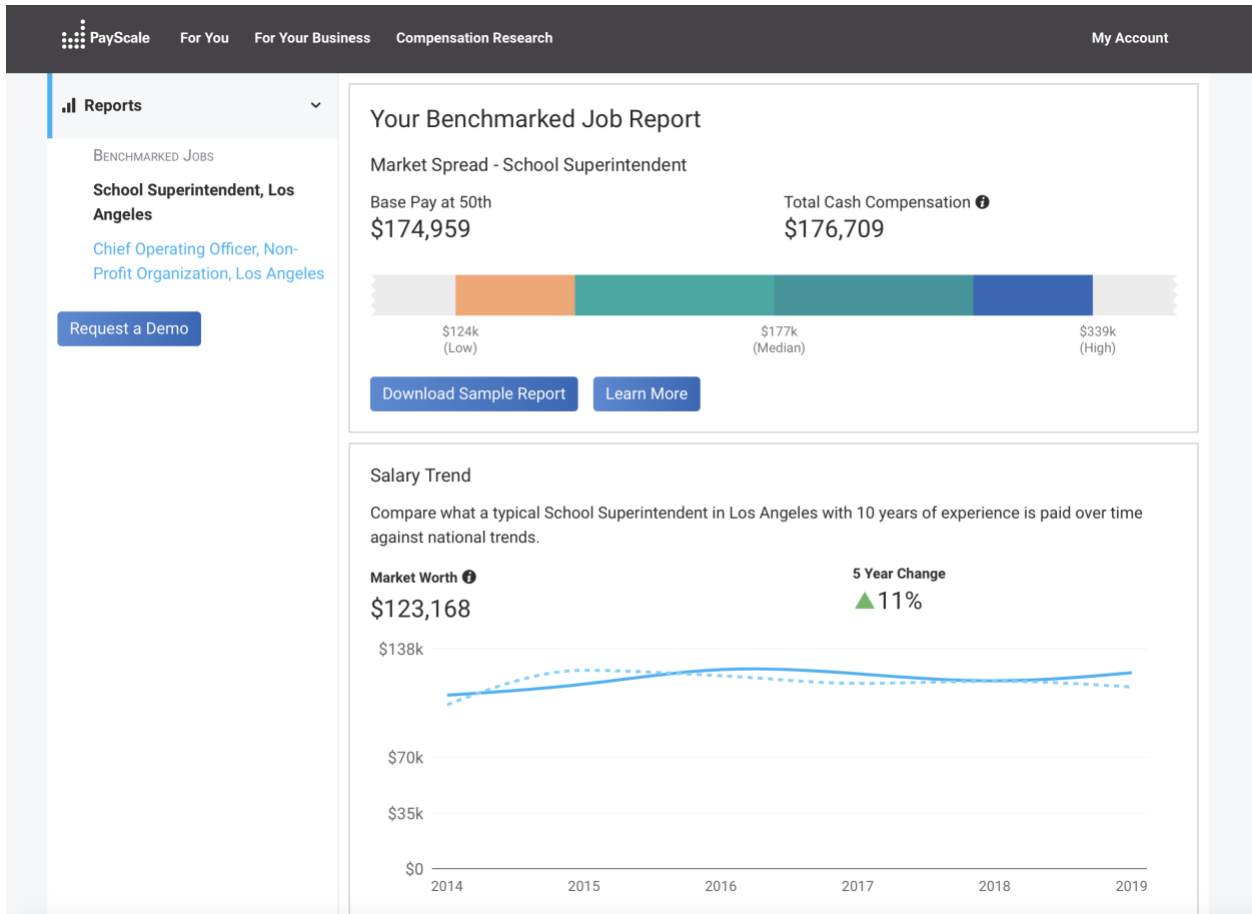 PayScale For You For Your Business Compensation Research My Account
Reports
Benchmarked Jobs
School Superintendent, Los
Angeles
Chief Operating Officer, Non-
Profit Organization, Los Angeles
Request a Demo
Your Benchmarked Job Report
Market Spread - School Superintendent
Base Pay at 50th Total Cash Compensation
$174,959 $176,709
$124k $177k $339k
(Low) (Median) (High)
Download Sample Report Learn More
Salary Trend
Compare what a typical School Superintendent in Los Angeles with 10 years of experience is paid over time
against national trends.
Market Worth 5 Year Change
$123,168 11%
$138k
$70k
$35k
$0
2014 2015 2016 2017 2018 2019